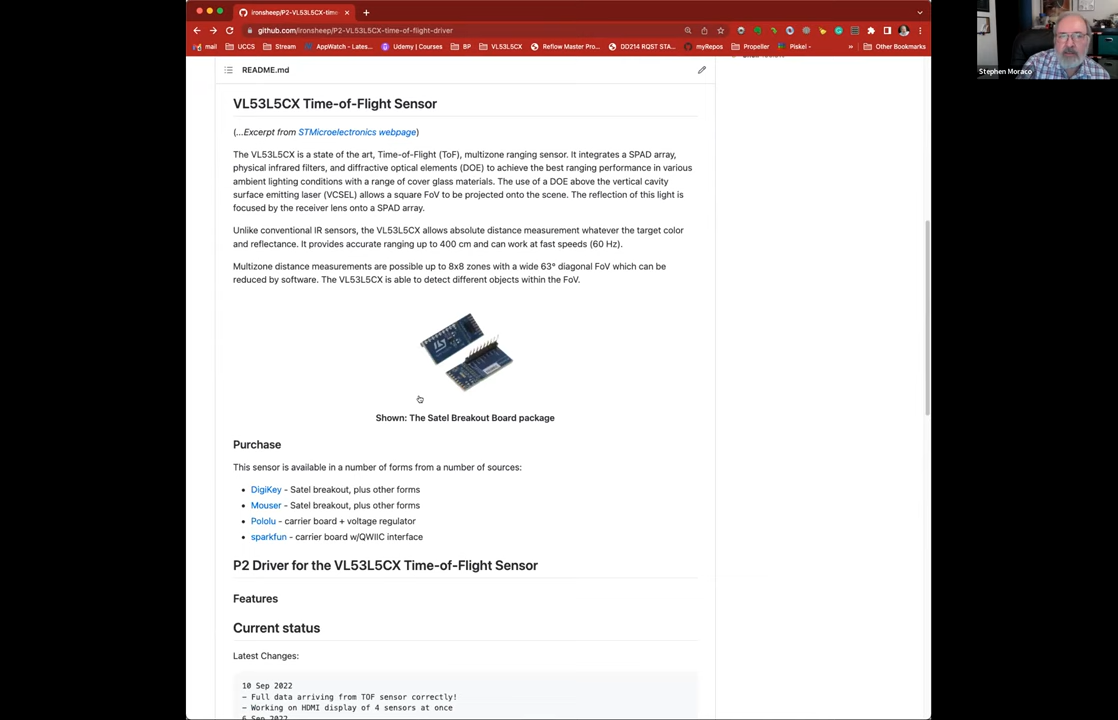 ironsheep/P2-VL53L5CX-time-
github.com/ironsheep/P2-VL53L5CX-time-of-flight-driver
mail UCCS Stream AppWatch - Lates... Udemy | Courses BP VL53L5CX Reflow Master Pro... DD214 RQST STA... myRepos Propeller Piskel - » Other Bookmarks
Stephen Moraco
README.md
VL53L5CX Time-of-Flight Sensor
(...Excerpt from STMicroelectronics webpage)
The VL53L5CX is a state of the art, Time-of-Flight (ToF), multizone ranging sensor. It integrates a SPAD array,
physical infrared filters, and diffractive optical elements (DOE) to achieve the best ranging performance in various
ambient lighting conditions with a range of cover glass materials. The use of a DOE above the vertical cavity
surface emitting laser (VCSEL) allows a square FoV to be projected onto the scene. The reflection of this light is
focused by the receiver lens onto a SPAD array.
Unlike conventional IR sensors, the VL53L5CX allows absolute distance measurement whatever the target color
and reflectance. It provides accurate ranging up to 400 cm and can work at fast speeds (60 Hz).
Multizone distance measurements are possible up to 8x8 zones with a wide 63° diagonal FoV which can be
reduced by software. The VL53L5CX is able to detect different objects within the FoV.
Shown: The Satel Breakout Board package
Purchase
This sensor is available in a number of forms from a number of sources:
• DigiKey - Satel breakout, plus other forms
• Mouser - Satel breakout, plus other forms
• Pololu - carrier board + voltage regulator
• sparkfun - carrier board w/QWIIC interface
P2 Driver for the VL53L5CX Time-of-Flight Sensor
Features
Current status
Latest Changes:
10 Sep 2022
- Full data arriving from TOF sensor correctly!
- Working on HDMI display of 4 sensors at once
6 Sep 2022